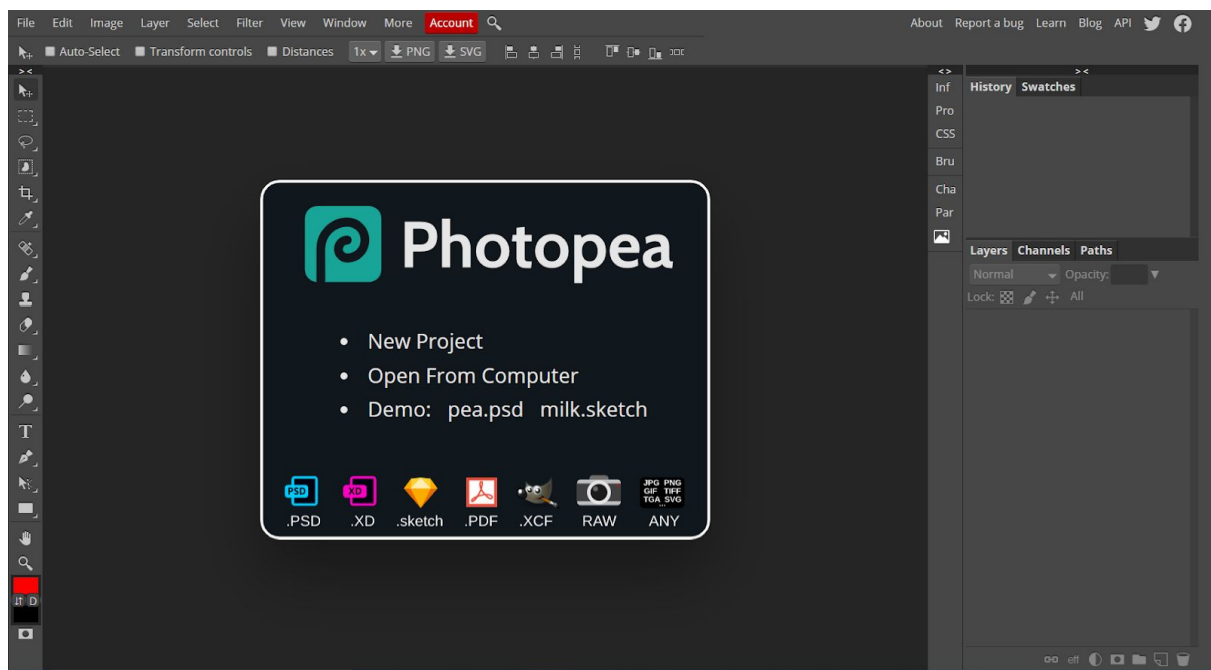 File Edit Image Layer Select Filter View Window More Account About Report a bug Learn Blog API
Auto-Select Transform controls Distances 1x PNG SVG
> < < > > <
Inf History Swatches
Pro
CSS
Bru
Cha
Par
Photopea
Layers Channels Paths
Normal Opacity:
Lock: All
• New Project
• Open From Computer
• Demo: pea.psd milk.sketch
T
PSD XD JPG PNG
GIF TIFF
TGA SVG
...
.PSD .XD .sketch .PDF .XCF RAW ANY
D
eff